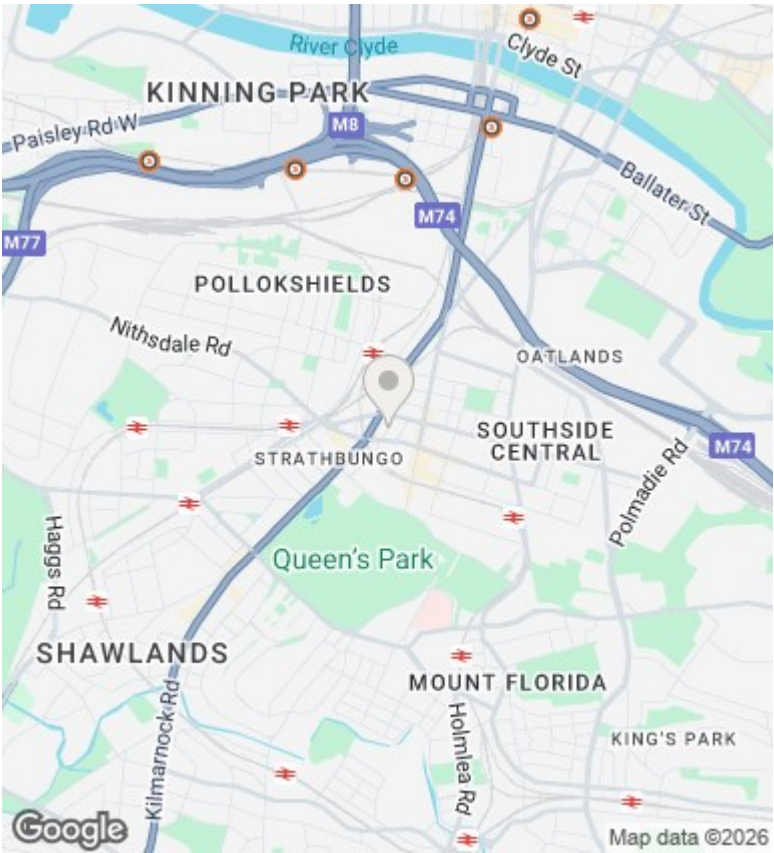 River Clyde
Clyde St
KINNING PARK
M8
Paisley Rd W
Ballater St
M74
M77
POLLOKSHIELDS
Nithsdale Rd
OATLANDS
SOUTHSIDE
CENTRAL
M74
STRATHBUNGO
Polmadie Rd
Haggs Rd
Queen's Park
SHAWLANDS
MOUNT FLORIDA
Kilmarnock Rd
Holmlea Rd
KING'S PARK
Google
Map data ©2026